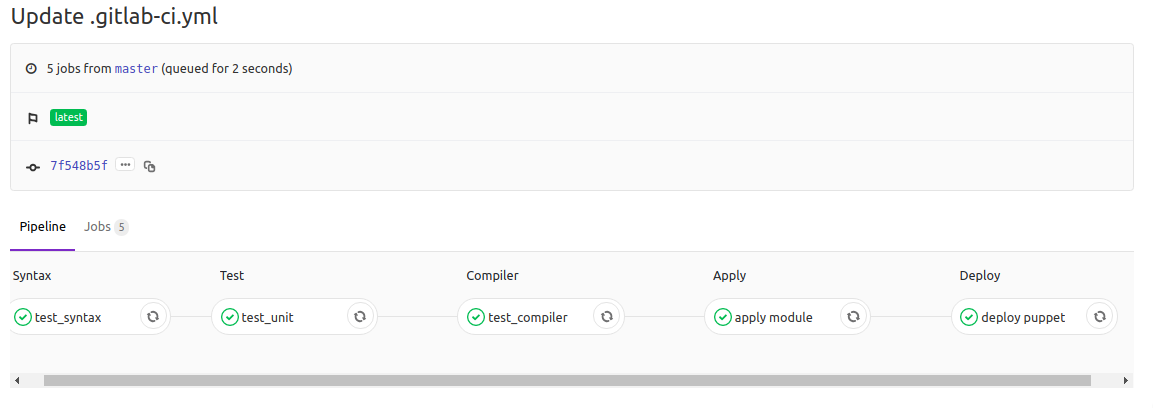 Update .gitlab-ci.yml
5 jobs from master (queued for 2 seconds)
latest
7f548b5f ...
Pipeline Jobs 5
Syntax Test Compiler Apply Deploy
test_syntax test_unit test_compiler apply module deploy puppet